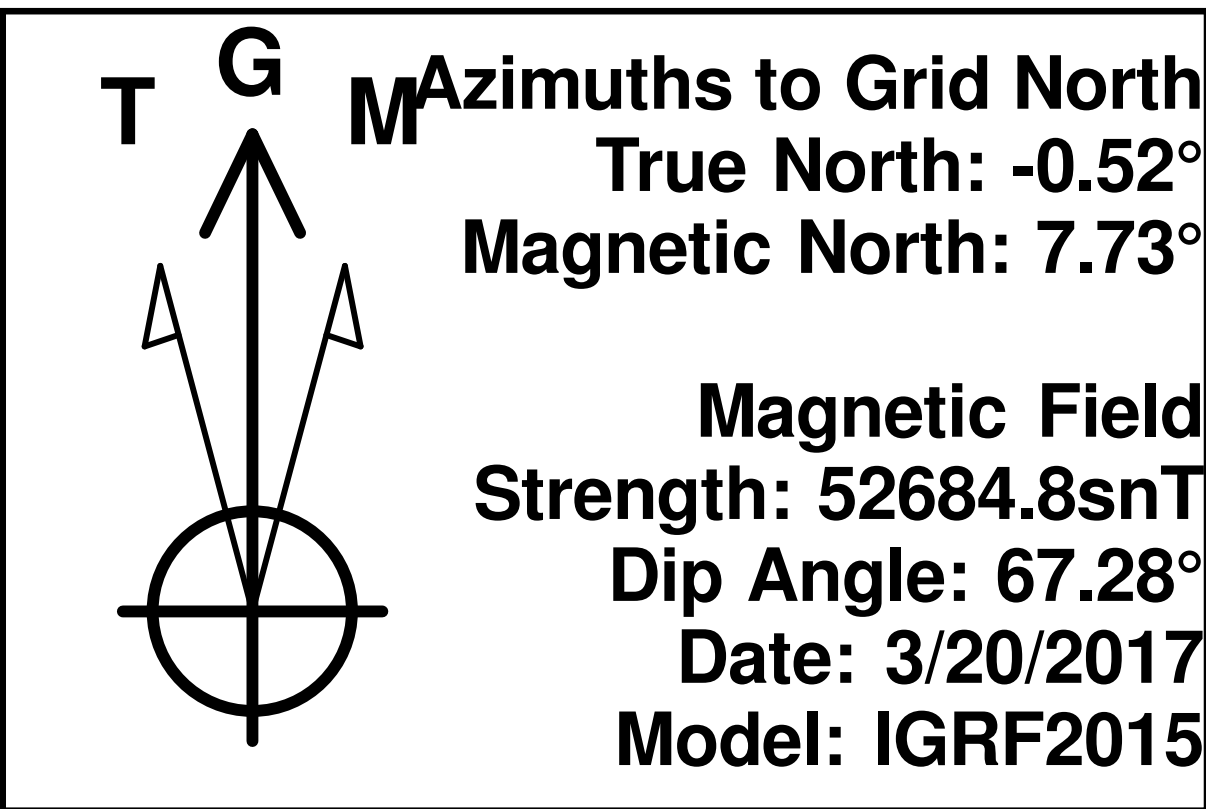 T G M
Azimuths to Grid North
True North: -0.52°
Magnetic North: 7.73°
Magnetic Field
Strength: 52684.8snT
Dip Angle: 67.28°
Date: 3/20/2017
Model: IGRF2015